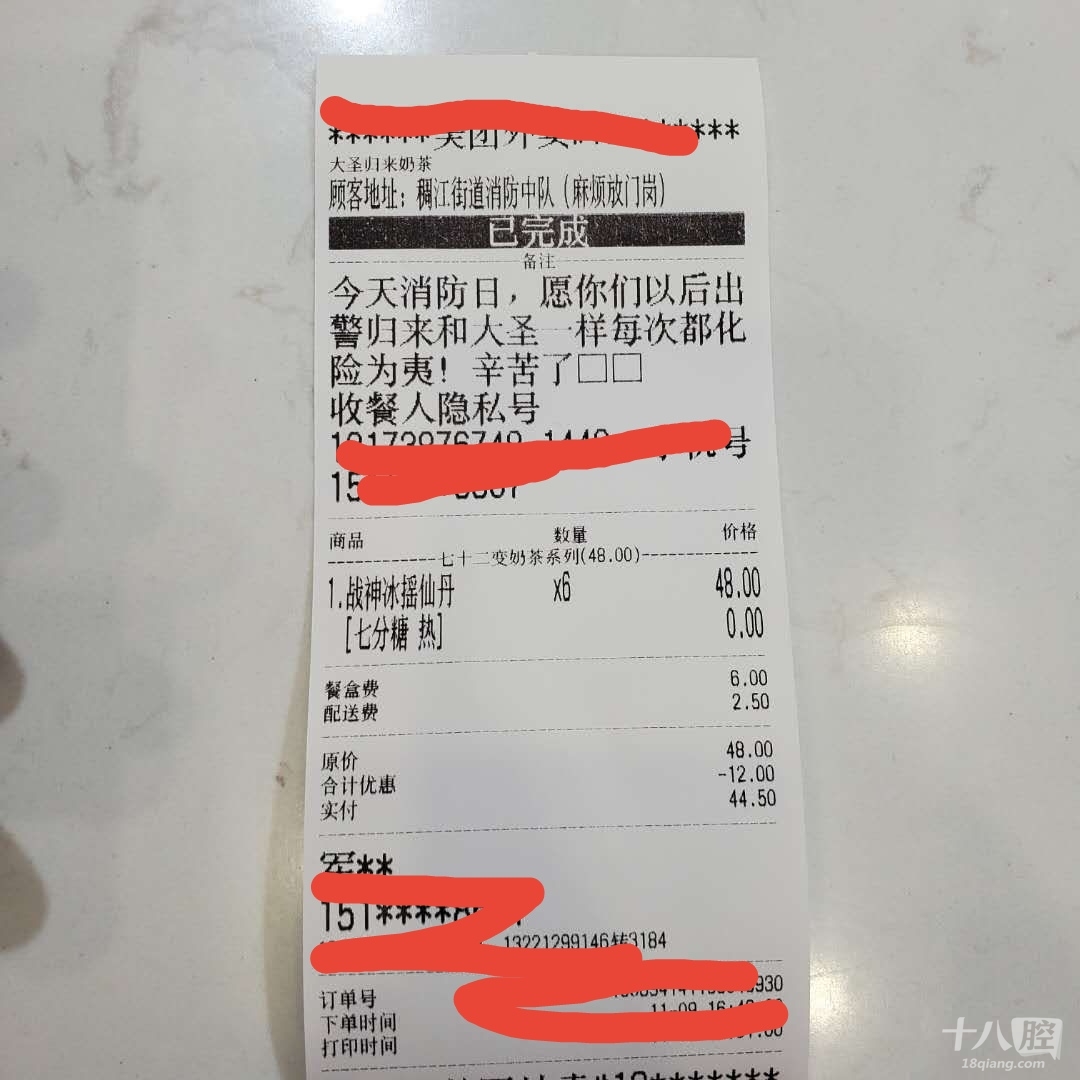 大圣归来奶茶
顾客地址：稠江街道消防中队（麻烦放门岗）
已完成
备注
今天消防日，愿你们以后出
警归来和大圣一样每次都化
险为夷！辛苦了□□
收餐人隐私号
号
15
商品 数量 价格
七十二变奶茶系列(48.00)
1.战神冰摇仙丹 x6 48.00
[七分糖 热] 0.00
餐盒费 6.00
配送费 2.50
原价 48.00
合计优惠 -12.00
实付 44.50
军**
151****
13221299146转3184
订单号 930
下单时间
打印时间
十八腔
18qiang.com